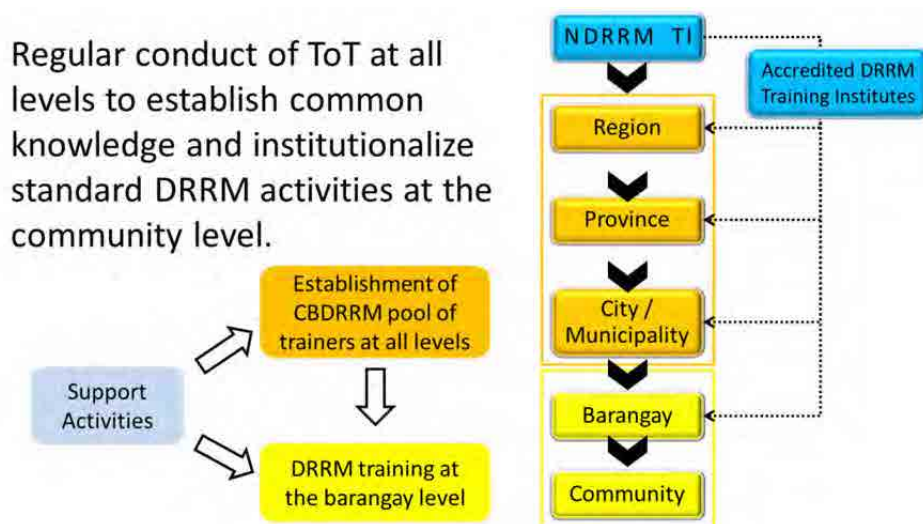 Regular conduct of ToT at all
levels to establish common
knowledge and institutionalize
standard DRRM activities at the
community level.
Establishment of
CBDRRM pool of
trainers at all levels
Support
Activities
DRRM training at
the barangay level
NDRRM TI
Accredited DRRM
Training Institutes
Region
Province
City /
Municipality
Barangay
Community